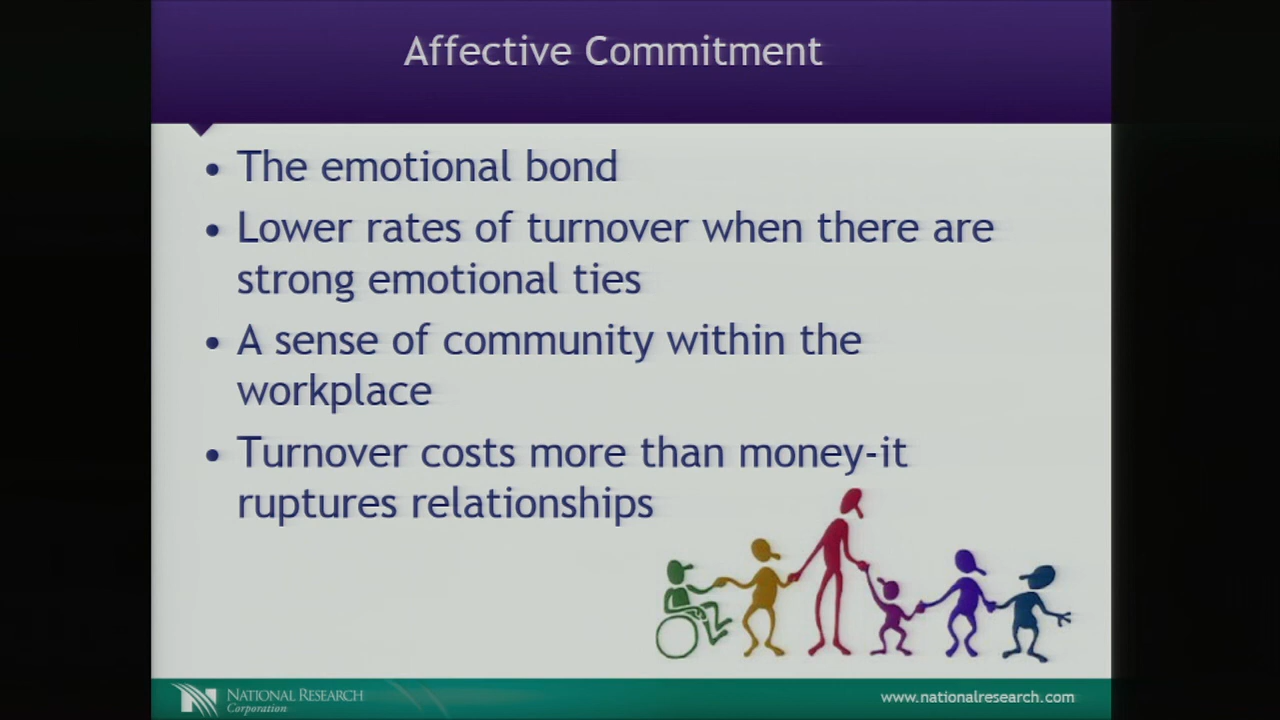 Affective Commitment
• The emotional bond
• Lower rates of turnover when there are
strong emotional ties
• A sense of community within the
workplace
• Turnover costs more than money-it
ruptures relationships
NATIONAL RESEARCH
Corporation
www.nationalresearch.com